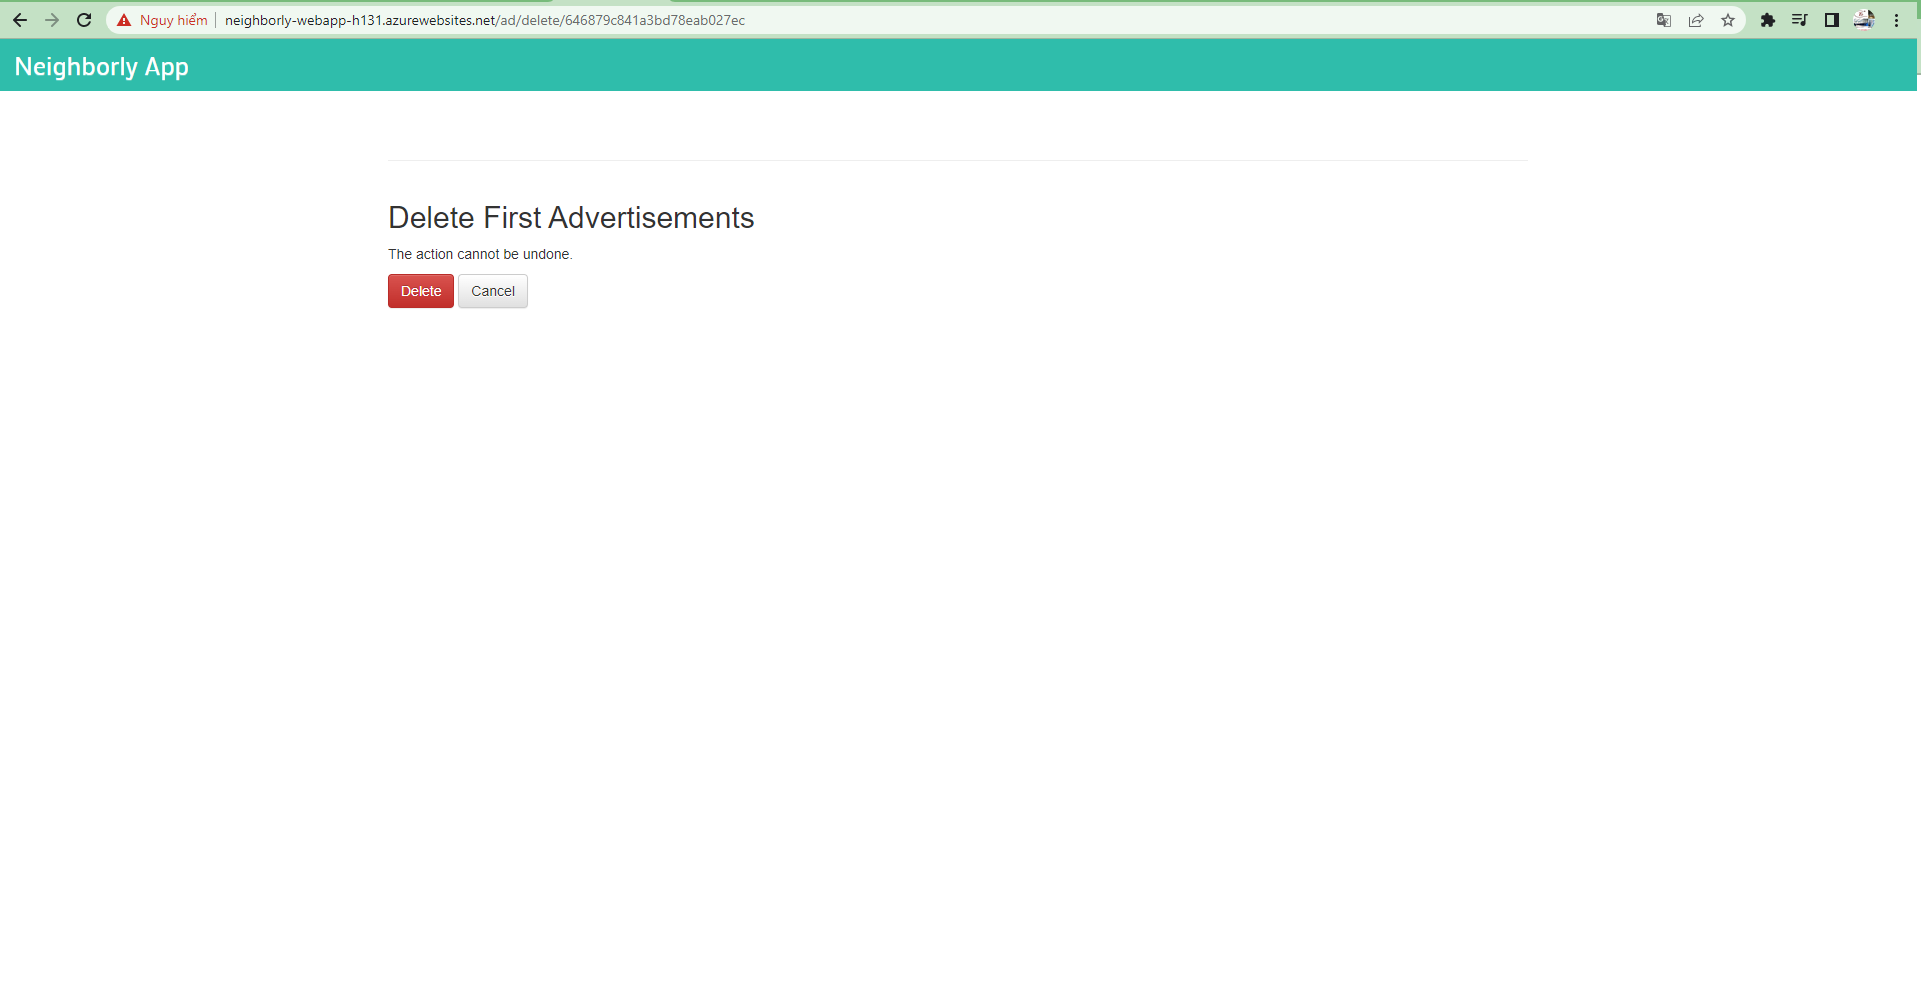 Nguy hiểm neighborly-webapp-h131.azurewebsites.net/ad/delete/646879c841a3bd78eab027ec
Neighborly App
Delete First Advertisements
The action cannot be undone.
Delete Cancel